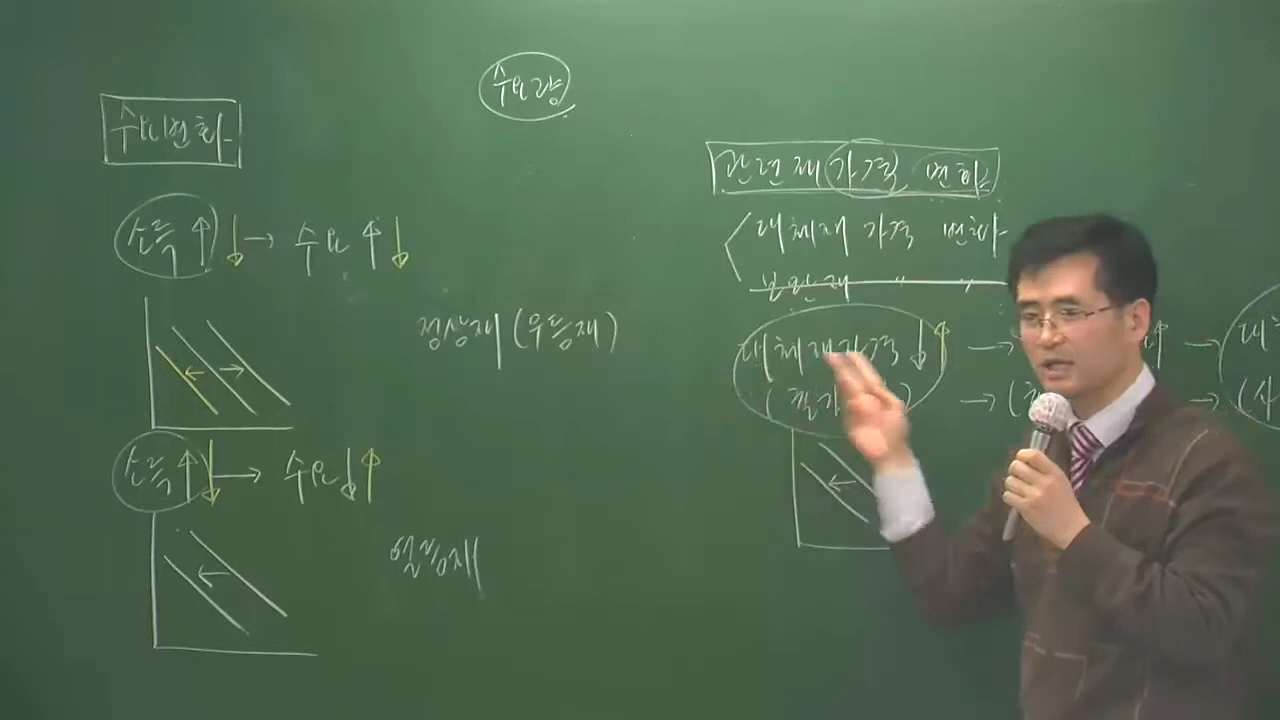 수요량
수요변화
소득 ↑ ↓ → 수요 ↑ ↓
정상재 (우등재)
소득 ↑ ↓ → 수요 ↓ ↑
열등재
관련재 가격 변화
대체재 가격 변화
보완재 〃 〃
대체재 가격 ↓ ↑ →